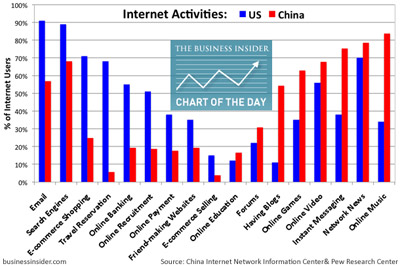 Internet Activities: US China
100%
90%
80%
70%
60%
50%
40%
30%
20%
10%
0%
% of Internet Users
THE BUSINESS INSIDER
CHART OF THE DAY
Email
Search Engines
E-commerce Shopping
Travel Reservation
Online Banking
Online Recruitment
Online Payment
Friend-making Websites
E-commerce Selling
Online Education
Forums
Having Blogs
Online Games
Online Video
Instant Messaging
Network News
Online Music
businessinsider.com
Source: China Internet Network Information Center& Pew Research Center